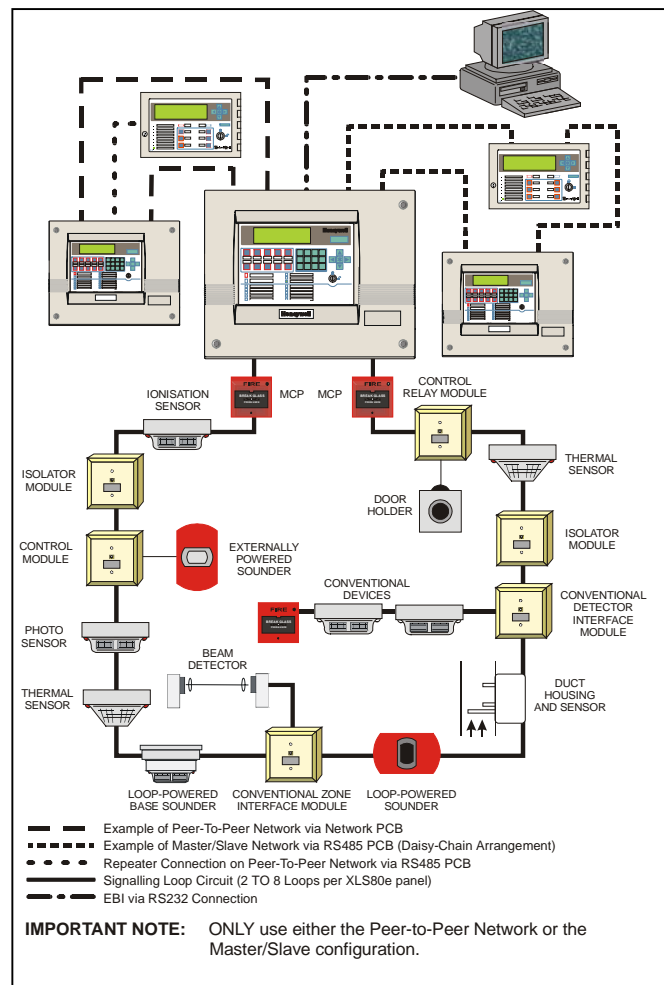 Honeywell
Honeywell
FIRE
BREAK GLASS
MCP
MCP
FIRE
BREAK GLASS
CONTROL
RELAY MODULE
IONISATION
SENSOR
THERMAL
SENSOR
ISOLATOR
MODULE
DOOR
HOLDER
ISOLATOR
MODULE
CONTROL
MODULE
EXTERNALLY
POWERED
SOUNDER
CONVENTIONAL
DEVICES
FIRE
BREAK GLASS
CONVENTIONAL
DETECTOR
INTERFACE
MODULE
PHOTO
SENSOR
BEAM
DETECTOR
THERMAL
SENSOR
DUCT
HOUSING
AND SENSOR
LOOP-POWERED
BASE SOUNDER
CONVENTIONAL ZONE
INTERFACE MODULE
LOOP-POWERED
SOUNDER
Example of Peer-To-Peer Network via Network PCB
Example of Master/Slave Network via RS485 PCB (Daisy-Chain Arrangement)
Repeater Connection on Peer-To-Peer Network via RS485 PCB
Signalling Loop Circuit (2 TO 8 Loops per XLS80e panel)
EBI via RS232 Connection
IMPORTANT NOTE: ONLY use either the Peer-to-Peer Network or the
Master/Slave configuration.